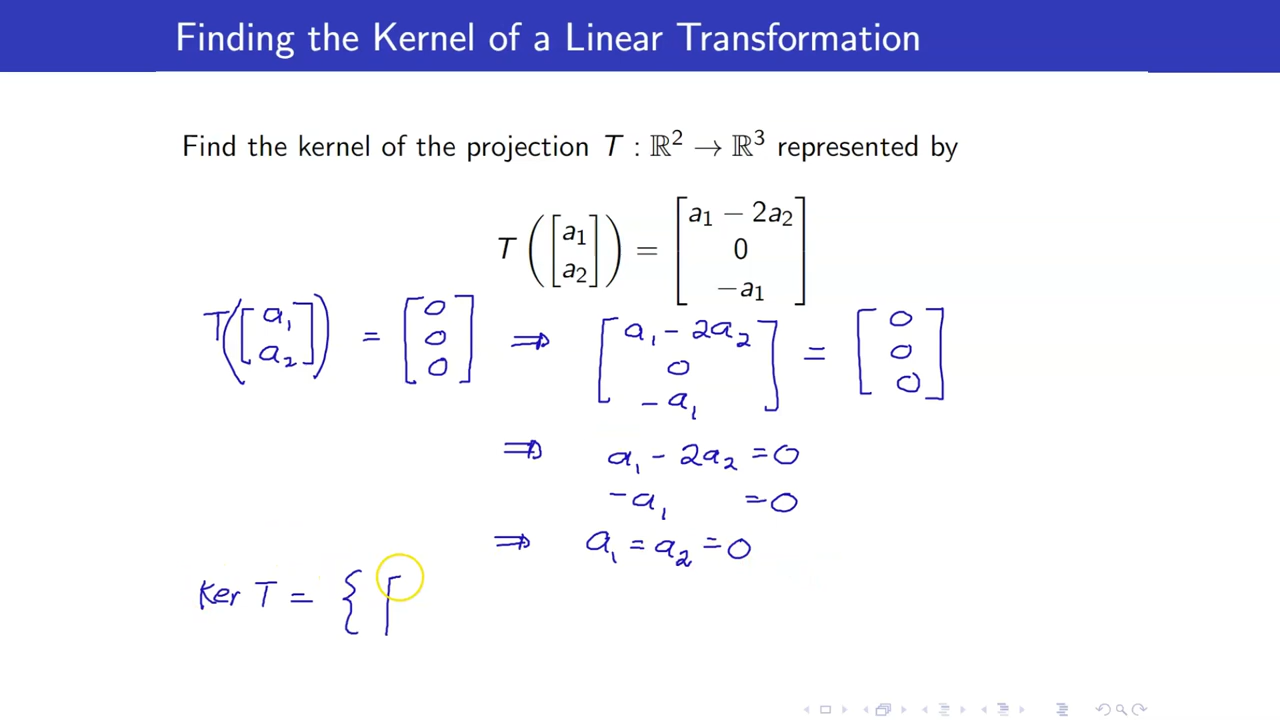 Finding the Kernel of a Linear Transformation
Find the kernel of the projection T : ℝ² → ℝ³ represented by
T([a₁ a₂]) = [a₁ − 2a₂ 0 −a₁]
T([a₁ a₂]) = [0 0 0] ⇒ [a₁ − 2a₂ 0 −a₁] = [0 0 0]
⇒ a₁ − 2a₂ = 0
−a₁ = 0
⇒ a₁ = a₂ = 0
Ker T = { [